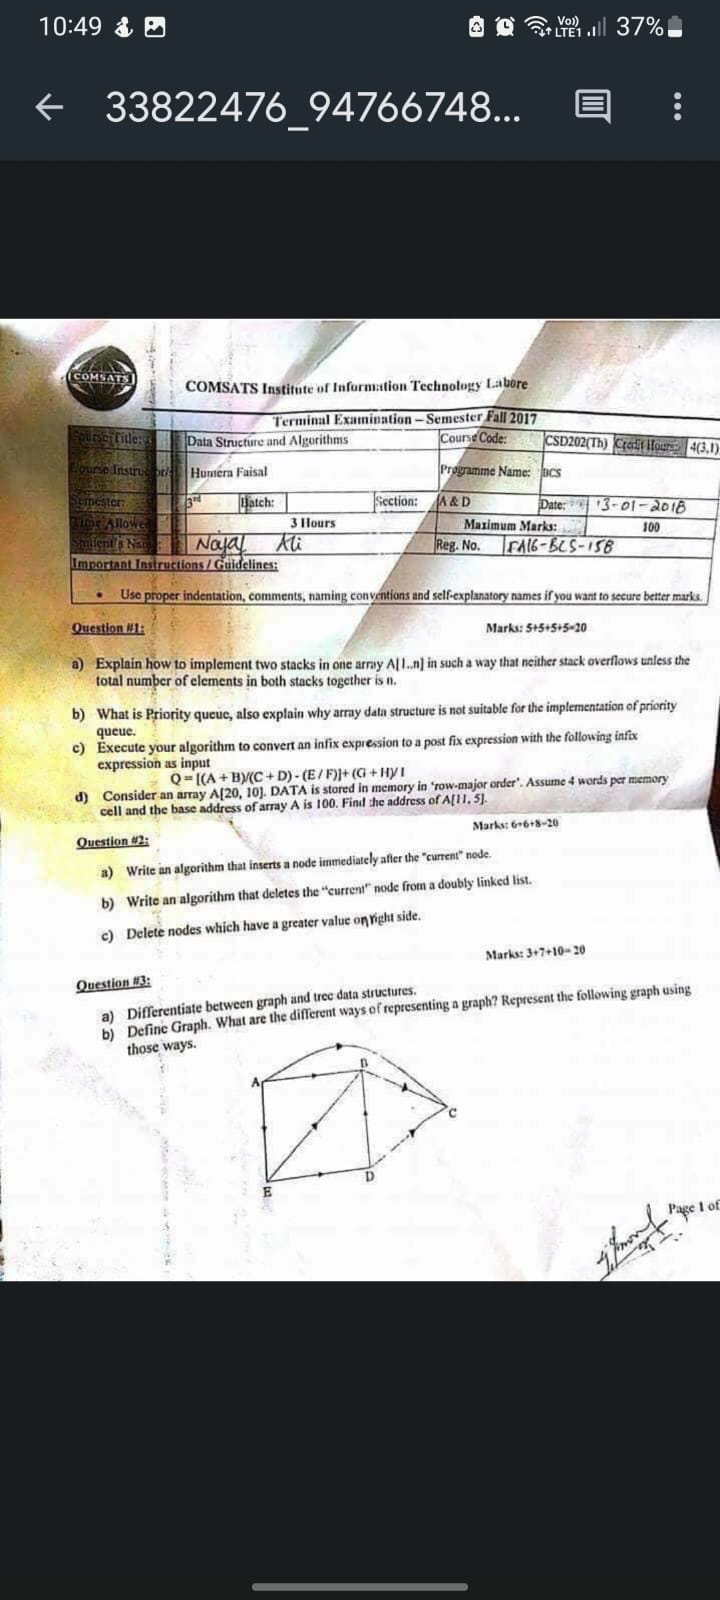 10:49
Vo))
LTE1
37%
33822476_94766748...
COMSATS
COMSATS Institute of Information Technology Lahore
Terminal Examination – Semester Fall 2017
Course Title: Data Structure and Algorithms Course Code: CSD202(Th) Credit Hours: 4(3,1)
Course Instructor/s Humera Faisal Programme Name: BCS
Semester: 3rd Batch: Section: A & D Date: 13-01-2018
Time Allowed 3 Hours Maximum Marks: 100
Student's Name: Ali Reg. No. FA16-BCS-158
Important Instructions / Guidelines:
• Use proper indentation, comments, naming conventions and self-explanatory names if you want to secure better marks.
Question #1: Marks: 5+5+5+5=20
a) Explain how to implement two stacks in one array A[1..n] in such a way that neither stack overflows unless the
total number of elements in both stacks together is n.
b) What is Priority queue, also explain why array data structure is not suitable for the implementation of priority
queue.
c) Execute your algorithm to convert an infix expression to a post fix expression with the following infix
expression as input
Q = [(A + B)/(C + D) - (E / F)]+ (G + H)/ I
d) Consider an array A[20, 10]. DATA is stored in memory in 'row-major order'. Assume 4 words per memory
cell and the base address of array A is 100. Find the address of A[11, 5].
Question #2: Marks: 6+6+8=20
a) Write an algorithm that inserts a node immediately after the "current" node.
b) Write an algorithm that deletes the "current" node from a doubly linked list.
c) Delete nodes which have a greater value on right side.
Question #3: Marks: 3+7+10=20
a) Differentiate between graph and tree data structures.
b) Define Graph. What are the different ways of representing a graph? Represent the following graph using
those ways.
B
A
C
D
E
Page 1 of